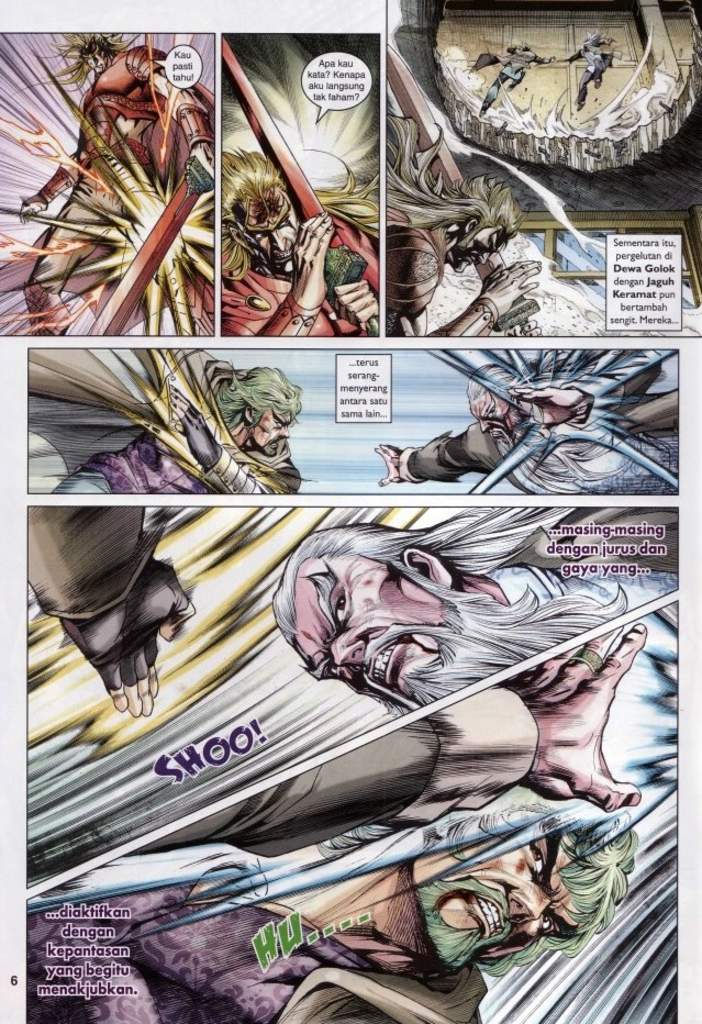 Kau
pasti
tahu!
Apa kau
kata? Kenapa
aku langsung
tak faham?
Sementara itu,
pergelutan di
Dewa Golok
dengan Jaguh
Keramat pun
bertambah
sengit. Mereka...
...terus
serang-
menyerang
antara satu
sama lain...
...masing-masing
dengan jurus dan
gaya yang...
SHOO!
HU....
...diaktifkan
dengan
kepantasan
yang begitu
menakjubkan.
6